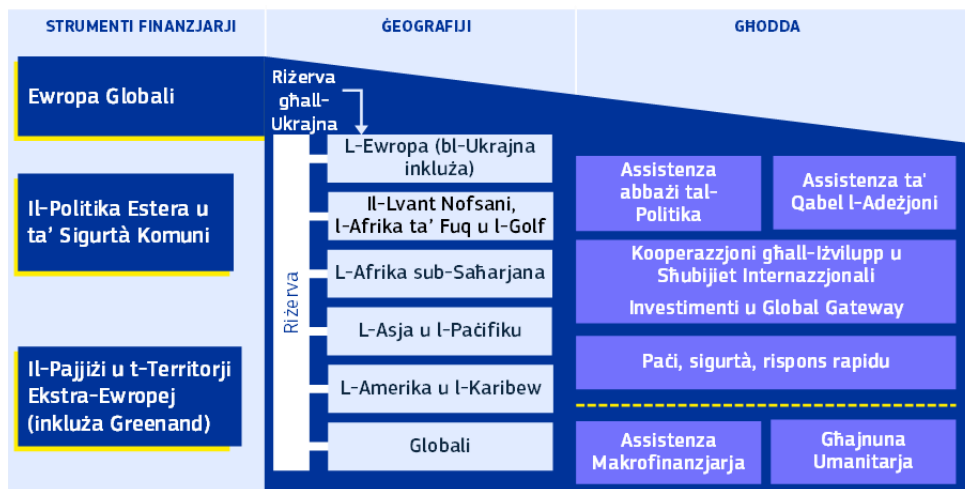 STRUMENTI FINANZJARJI
Ewropa Globali
Il-Politika Estera u
ta' Sigurtà Komuni
Il-Pajjiżi u t-Territorji
Ekstra-Ewropej
(inkluża Greenand)
ĠEOGRAFIJI
Riżerva
għall-
Ukrajna
Riżerva
L-Ewropa (bl-Ukrajna
inkluża)
Il-Lvant Nofsani,
l-Afrika ta’ Fuq u l-Golf
L-Afrika sub-Saħarjana
L-Asja u l-Paċifiku
L-Amerika u l-Karibew
Globali
GĦODDA
Assistenza
abbażi tal-
Politika
Assistenza ta'
Qabel l-Adeżjoni
Kooperazzjoni għall-Iżvilupp u
Sħubijiet Internazzjonali
Investimenti u Global Gateway
Paċi, sigurtà, rispons rapidu
Assistenza
Makrofinanzjarja
Għajnuna
Umanitarja